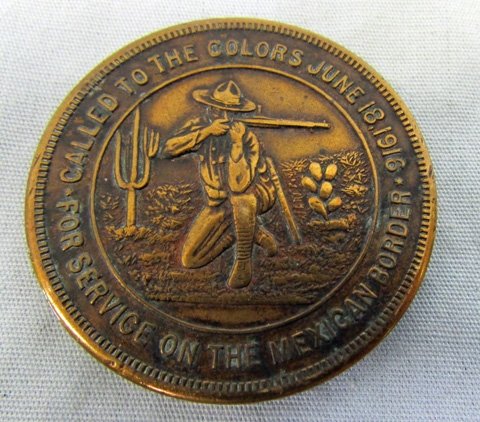 CALLED TO THE COLORS JUNE 18, 1916
FOR SERVICE ON THE MEXICAN BORDER